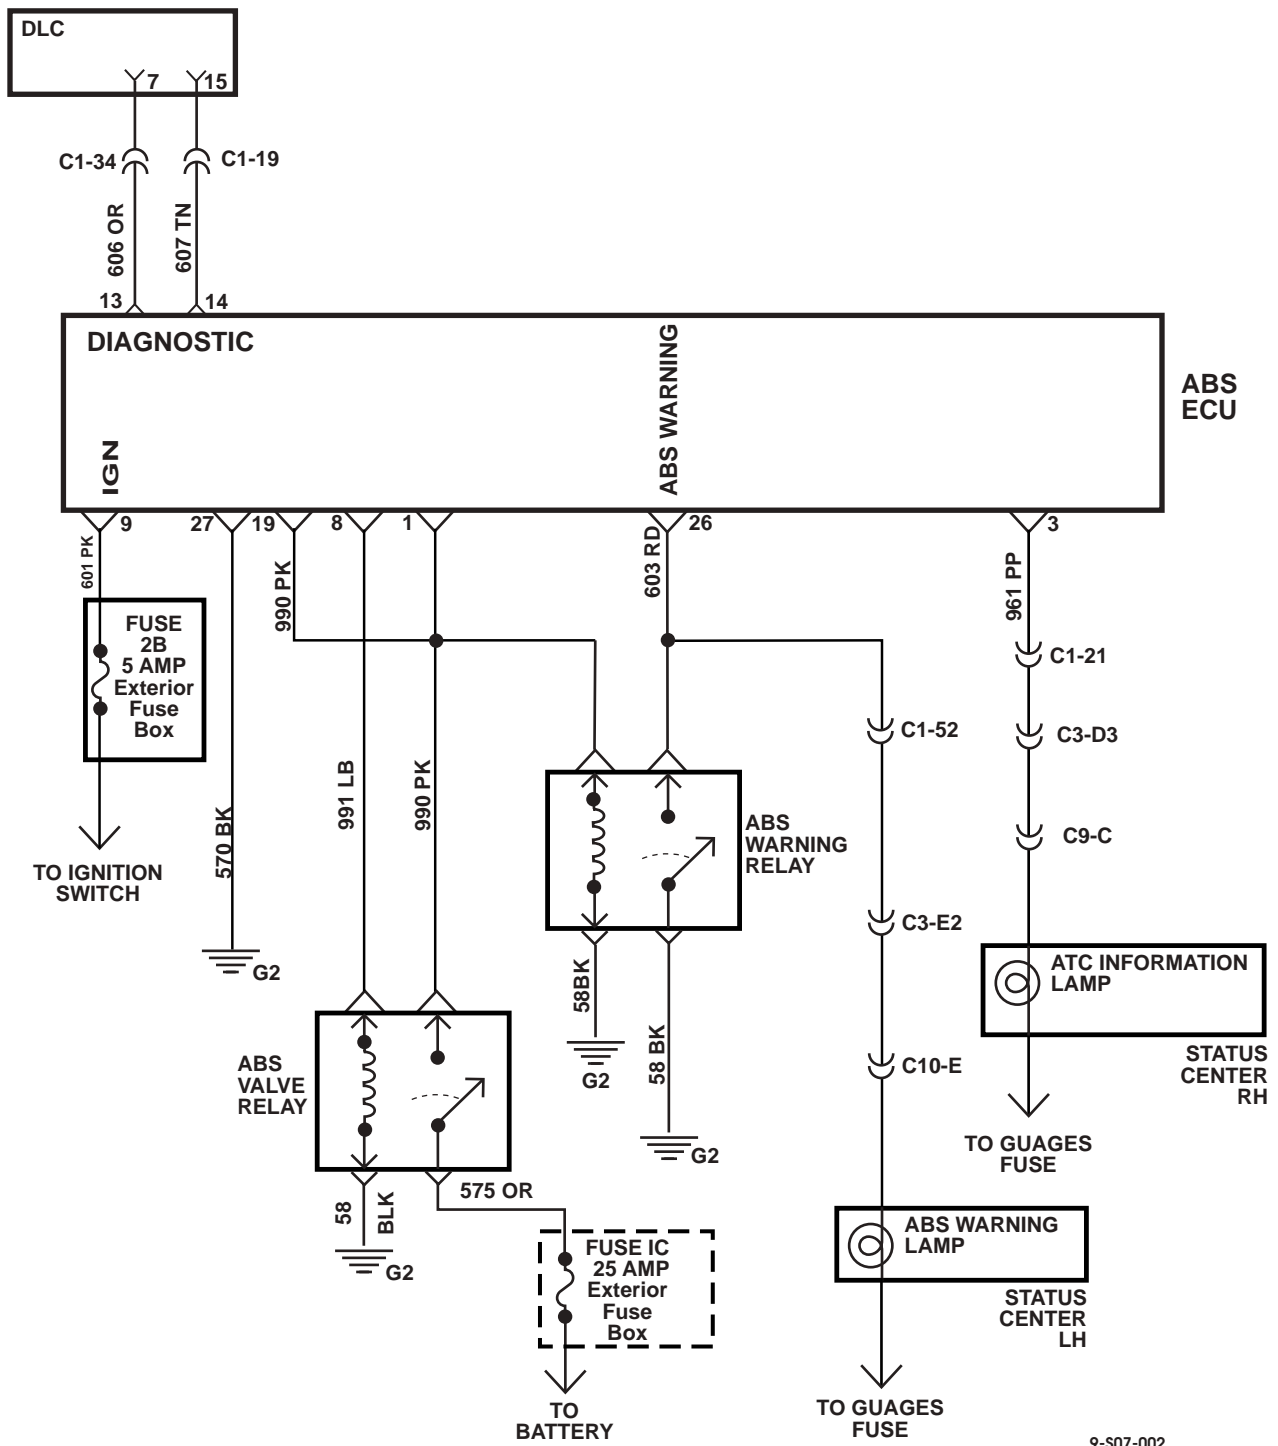 DLC
7
15
C1-34
C1-19
606 OR
607 TN
13
14
DIAGNOSTIC
ABS WARNING
IGN
ABS
ECU
9
27
19
8
1
26
3
601 PK
990 PK
603 RD
961 PP
FUSE
2B
5 AMP
Exterior
Fuse
Box
C1-21
C1-52
C3-D3
991 LB
990 PK
570 BK
ABS
WARNING
RELAY
C9-C
TO IGNITION
SWITCH
C3-E2
G2
58BK
58 BK
ATC INFORMATION
LAMP
STATUS
CENTER
RH
ABS
VALVE
RELAY
G2
C10-E
G2
TO GUAGES
FUSE
58
BLK
575 OR
G2
FUSE IC
25 AMP
Exterior
Fuse
Box
ABS WARNING
LAMP
STATUS
CENTER
LH
TO
BATTERY
TO GUAGES
FUSE
9-S07-002